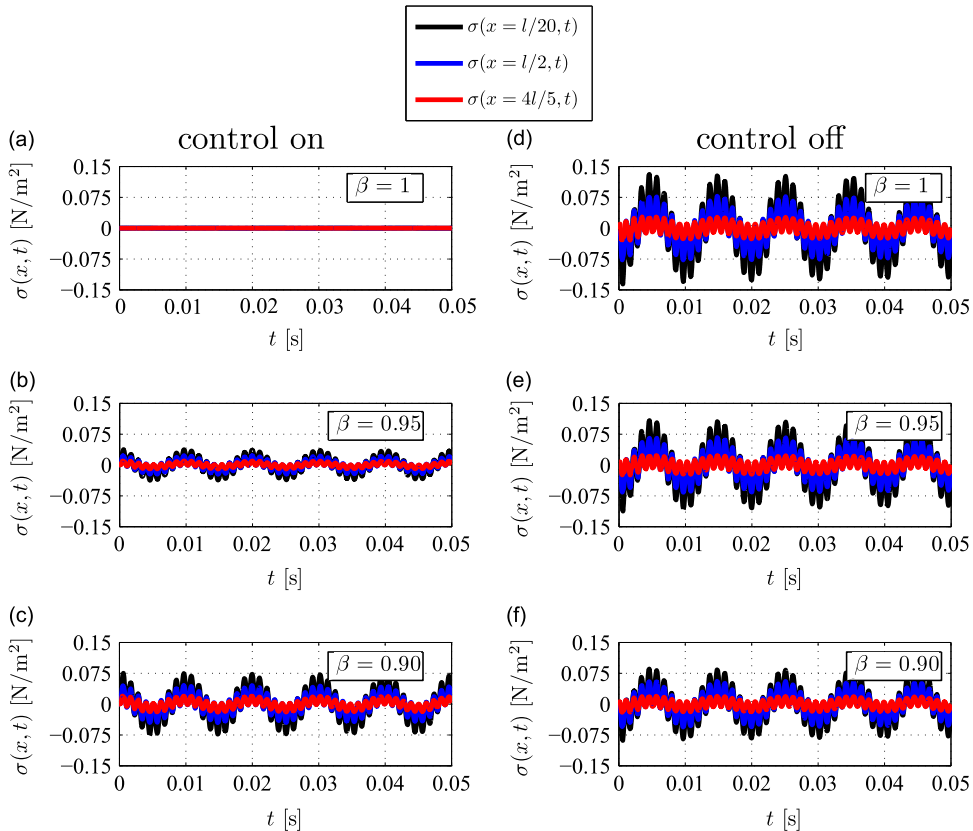 σ(x = l/20, t)
σ(x = l/2, t)
σ(x = 4l/5, t)
control on
control off
(a)
σ(x, t) [N/m²]
0.15
0.075
0
−0.075
−0.15
β = 1
0 0.01 0.02 0.03 0.04 0.05
t [s]
(d)
σ(x, t) [N/m²]
0.15
0.075
0
−0.075
−0.15
β = 1
0 0.01 0.02 0.03 0.04 0.05
t [s]
(b)
σ(x, t) [N/m²]
0.15
0.075
0
−0.075
−0.15
β = 0.95
0 0.01 0.02 0.03 0.04 0.05
t [s]
(e)
σ(x, t) [N/m²]
0.15
0.075
0
−0.075
−0.15
β = 0.95
0 0.01 0.02 0.03 0.04 0.05
t [s]
(c)
σ(x, t) [N/m²]
0.15
0.075
0
−0.075
−0.15
β = 0.90
0 0.01 0.02 0.03 0.04 0.05
t [s]
(f)
σ(x, t) [N/m²]
0.15
0.075
0
−0.075
−0.15
β = 0.90
0 0.01 0.02 0.03 0.04 0.05
t [s]